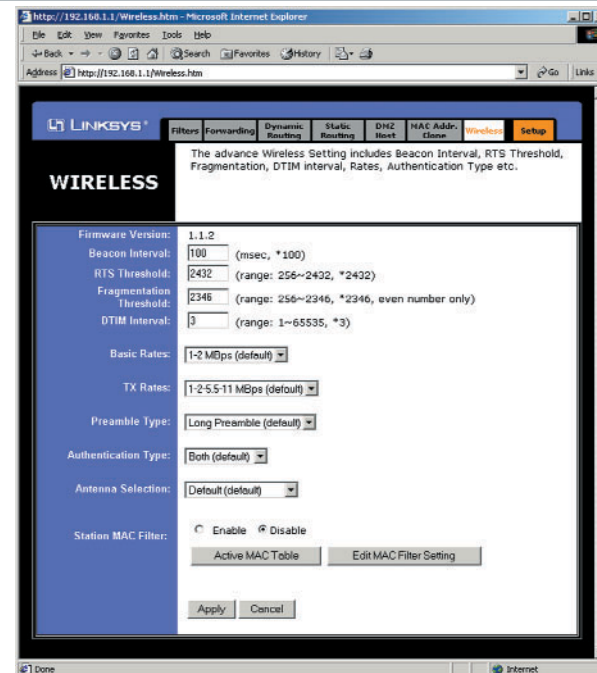 http://192.168.1.1/Wireless.htm - Microsoft Internet Explorer
File Edit View Favorites Tools Help
Back Search Favorites History
Address http://192.168.1.1/Wireless.htm Go Links
LINKSYS® Filters Forwarding Dynamic Routing Static Routing DMZ Host MAC Addr. Clone Wireless Setup
WIRELESS
The advance Wireless Setting includes Beacon Interval, RTS Threshold,
Fragmentation, DTIM interval, Rates, Authentication Type etc.
Firmware Version: 1.1.2
Beacon Interval: 100 (msec, *100)
RTS Threshold: 2432 (range: 256~2432, *2432)
Fragmentation Threshold: 2346 (range: 256~2346, *2346, even number only)
DTIM Interval: 3 (range: 1~65535, *3)
Basic Rates: 1-2 MBps (default)
TX Rates: 1-2-5.5-11 MBps (default)
Preamble Type: Long Preamble (default)
Authentication Type: Both (default)
Antenna Selection: Default (default)
Station MAC Filter: Enable Disable
Active MAC Table Edit MAC Filter Setting
Apply Cancel
Done Internet